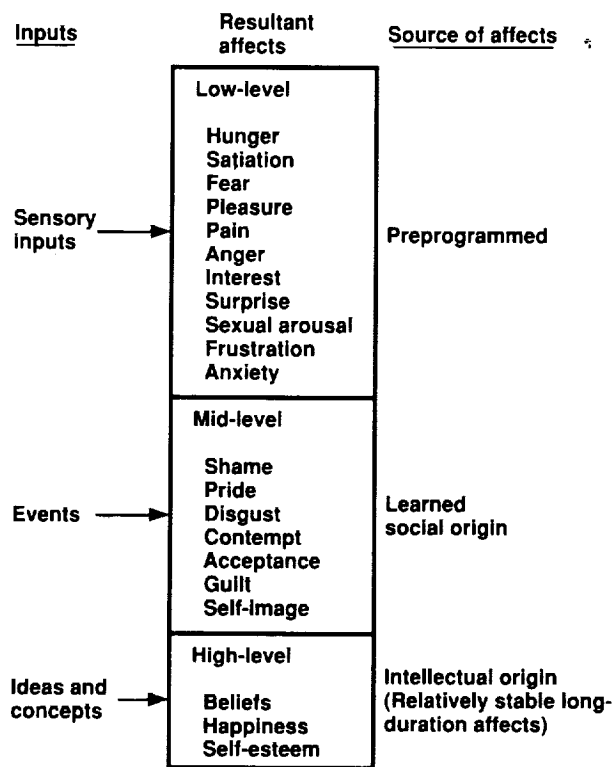 Inputs
Resultant
affects
Source of affects
Low-level
Hunger
Satiation
Fear
Pleasure
Pain
Anger
Interest
Surprise
Sexual arousal
Frustration
Anxiety
Sensory
inputs
Preprogrammed
Mid-level
Shame
Pride
Disgust
Contempt
Acceptance
Guilt
Self-image
Events
Learned
social origin
High-level
Beliefs
Happiness
Self-esteem
Ideas and
concepts
Intellectual origin
(Relatively stable long-
duration affects)